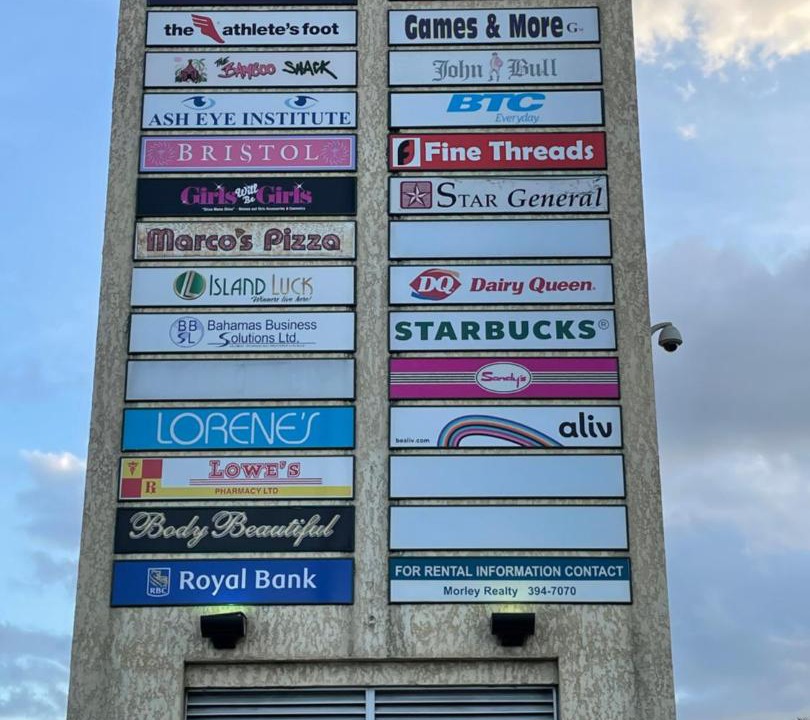 the athlete's foot
THE BAMBOO SHACK
ASH EYE INSTITUTE
BRISTOL
Girls Will Be Girls
Marco's Pizza
ISLAND LUCK
Winners live here!
BB
SL
Bahamas Business
Solutions Ltd.
LORENE'S
R
LOWE'S
PHARMACY LTD
Body Beautiful
RBC
Royal Bank
Games & More G
John Bull
BTC
Everyday
F
Fine Threads
STAR General
DQ
Dairy Queen.
STARBUCKS®
Sandy's
aliv
bealiv.com
FOR RENTAL INFORMATION CONTACT
Morley Realty 394-7070